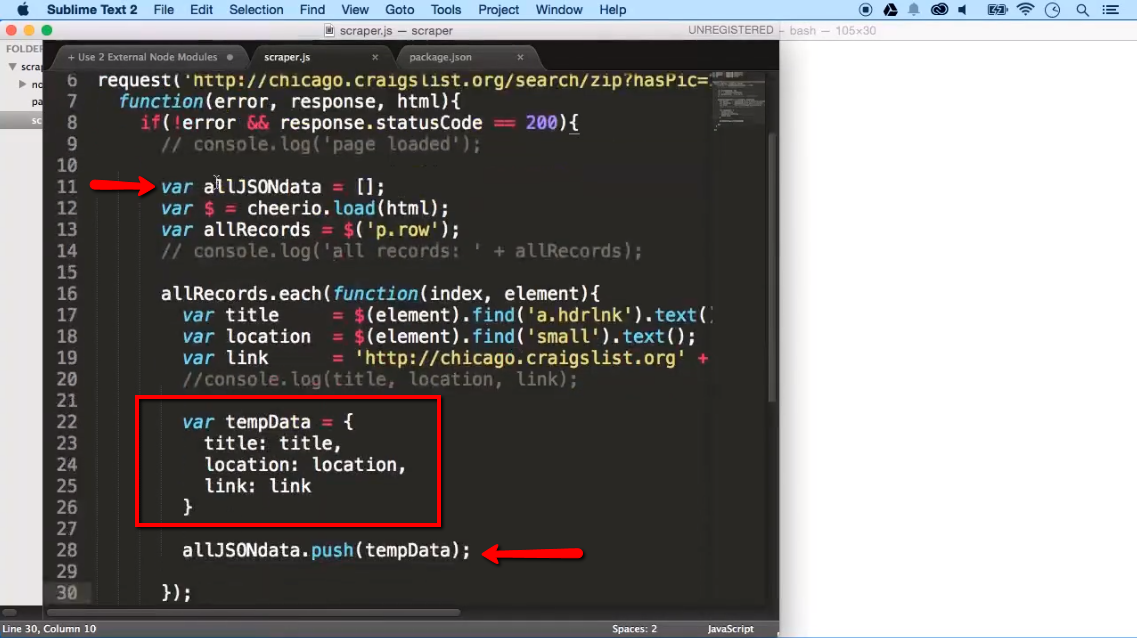 Sublime Text 2 File Edit Selection Find View Goto Tools Project Window Help
scraper.js — scraper UNREGISTERED – bash — 105×30
FOLDER
+ Use 2 External Node Modules scraper.js × package.json ×
scrap
no
pa
sc
6 request('http://chicago.craigslist.org/search/zip?hasPic=
7 function(error, response, html){
8 if(!error && response.statusCode == 200){
9 // console.log('page loaded');
10
11 var allJSONdata = [];
12 var $ = cheerio.load(html);
13 var allRecords = $('p.row');
14 // console.log('all records: ' + allRecords);
15
16 allRecords.each(function(index, element){
17 var title = $(element).find('a.hdrlnk').text()
18 var location = $(element).find('small').text();
19 var link = 'http://chicago.craigslist.org' +
20 //console.log(title, location, link);
21
22 var tempData = {
23 title: title,
24 location: location,
25 link: link
26 }
27
28 allJSONdata.push(tempData);
29
30 });
Line 30, Column 10 Spaces: 2 JavaScript